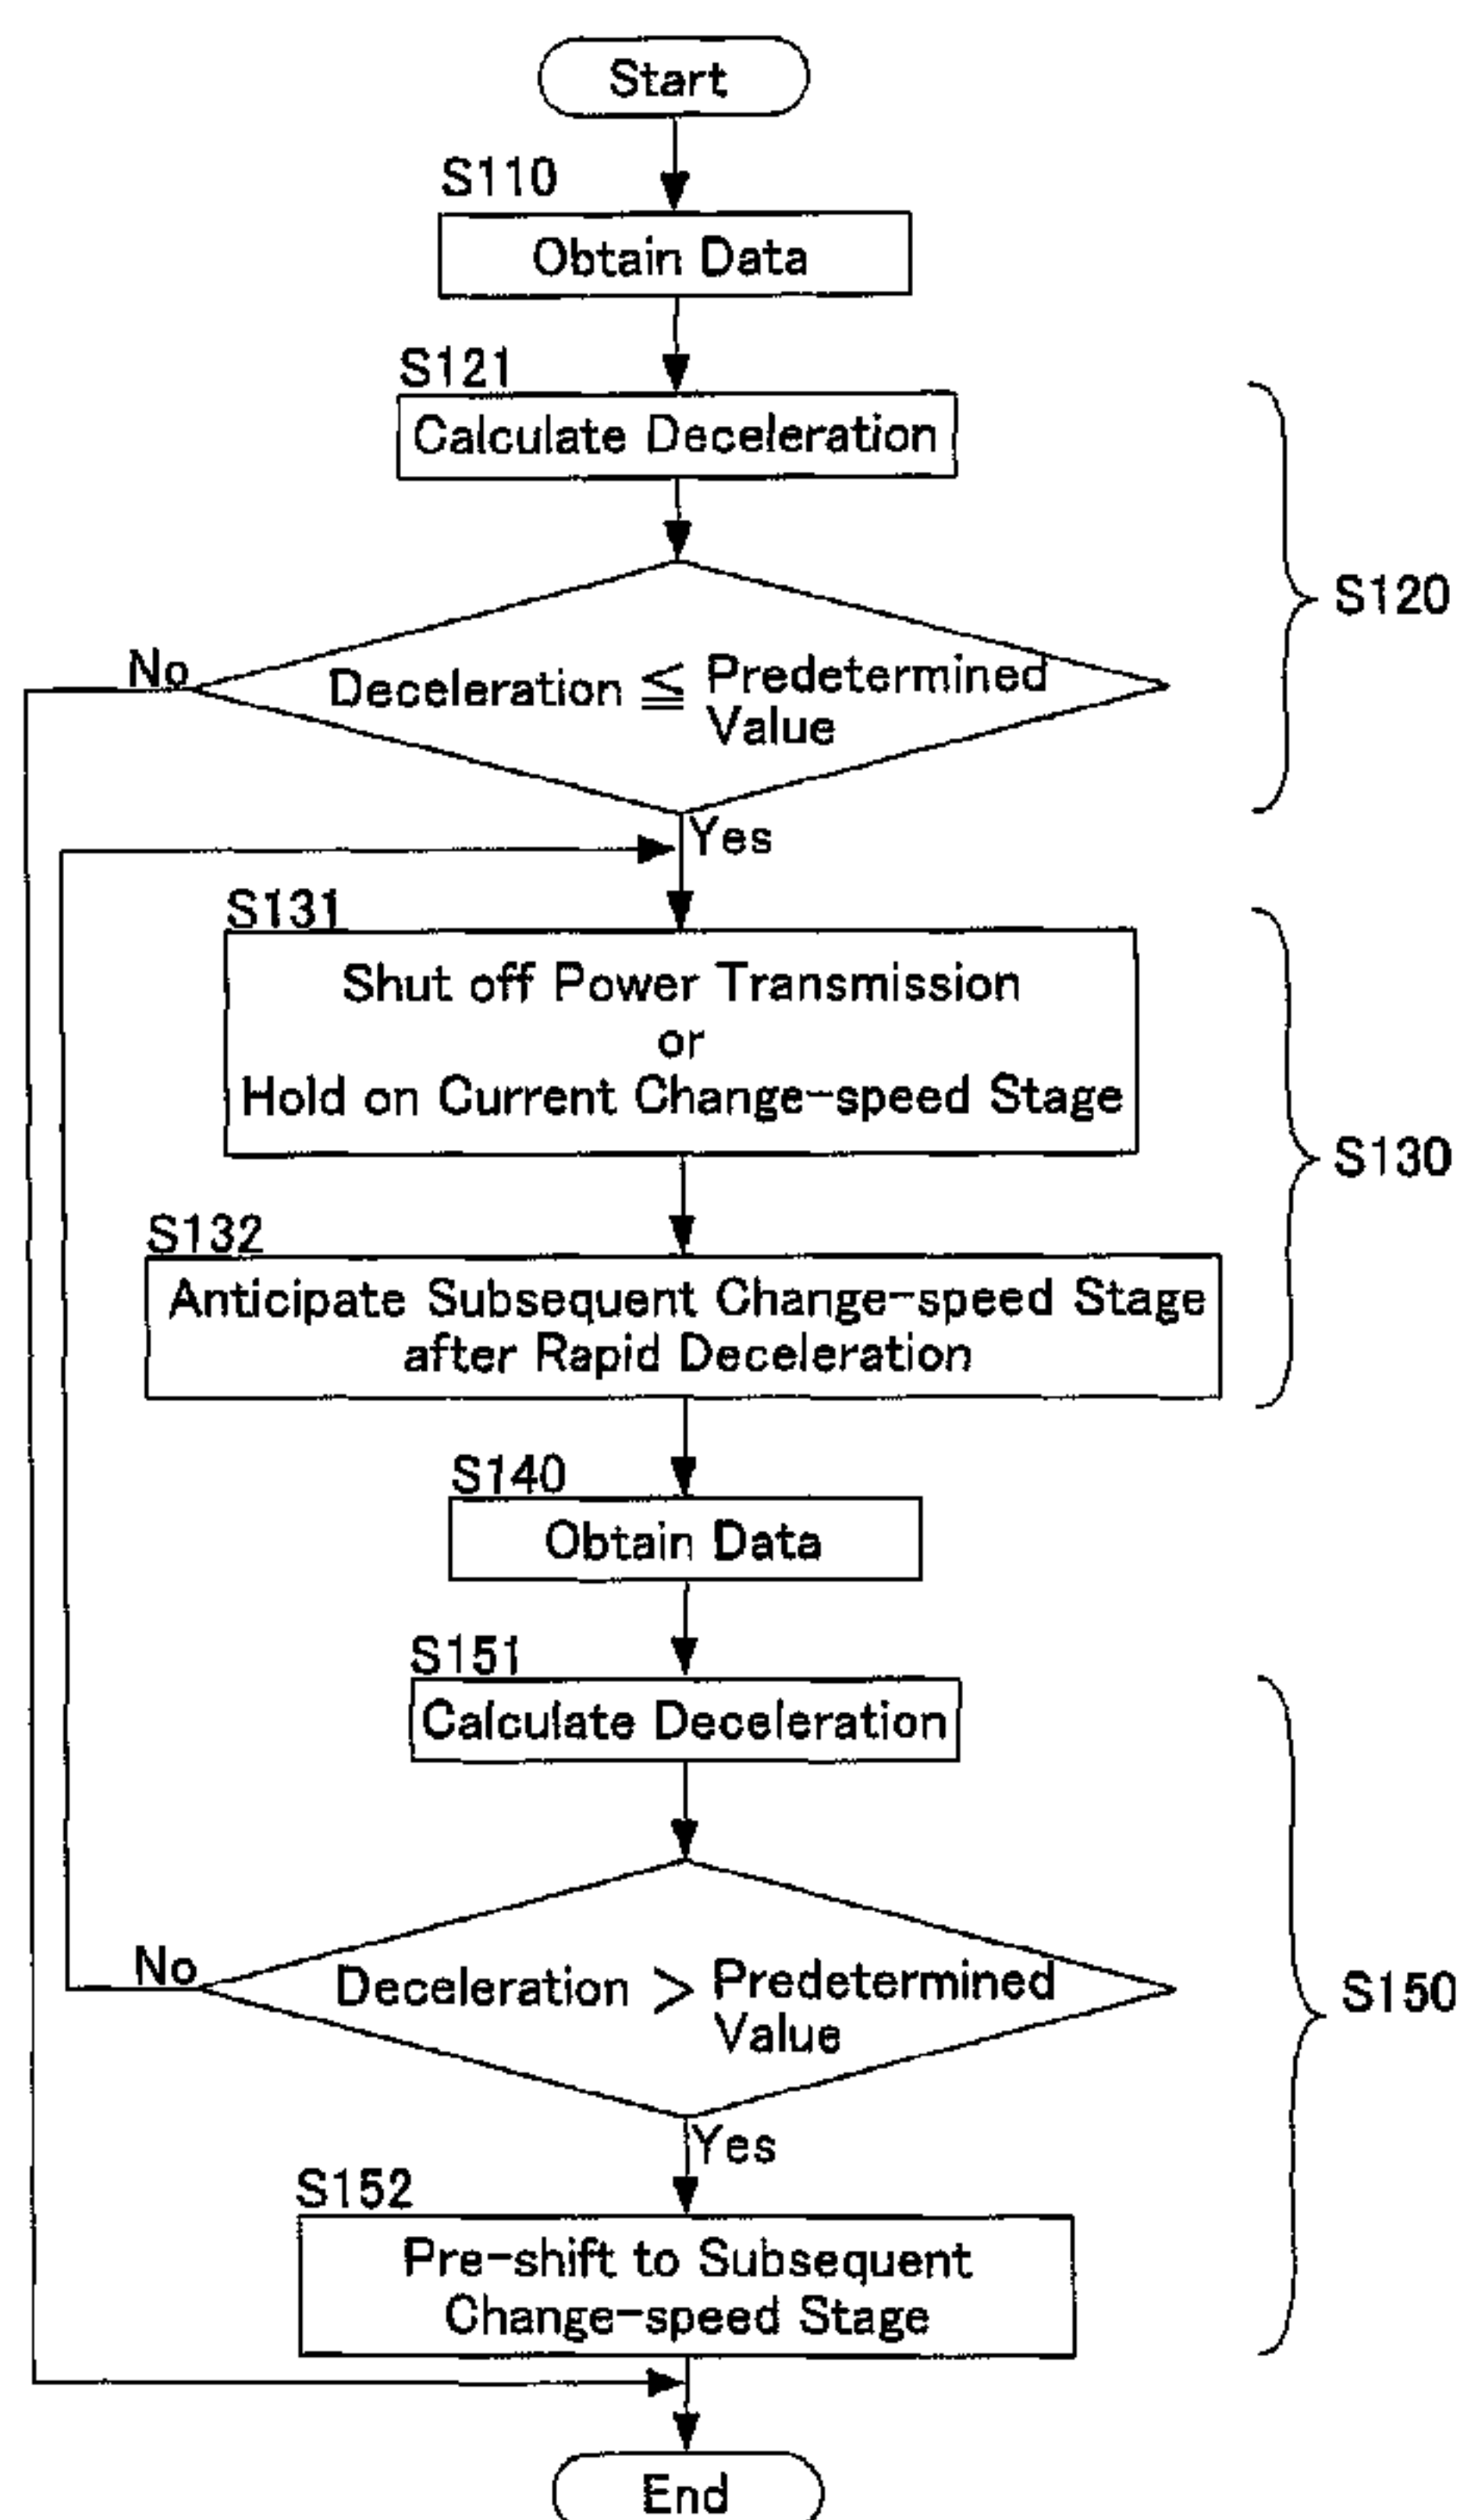 Start
S110
Obtain Data
S121
Calculate Deceleration
S120
No
Deceleration ≦ Predetermined
Value
Yes
S131
Shut off Power Transmission
or
Hold on Current Change-speed Stage
S130
S132
Anticipate Subsequent Change-speed Stage
after Rapid Deceleration
S140
Obtain Data
S151
Calculate Deceleration
No
Deceleration > Predetermined
Value
S150
Yes
S152
Pre-shift to Subsequent
Change-speed Stage
End